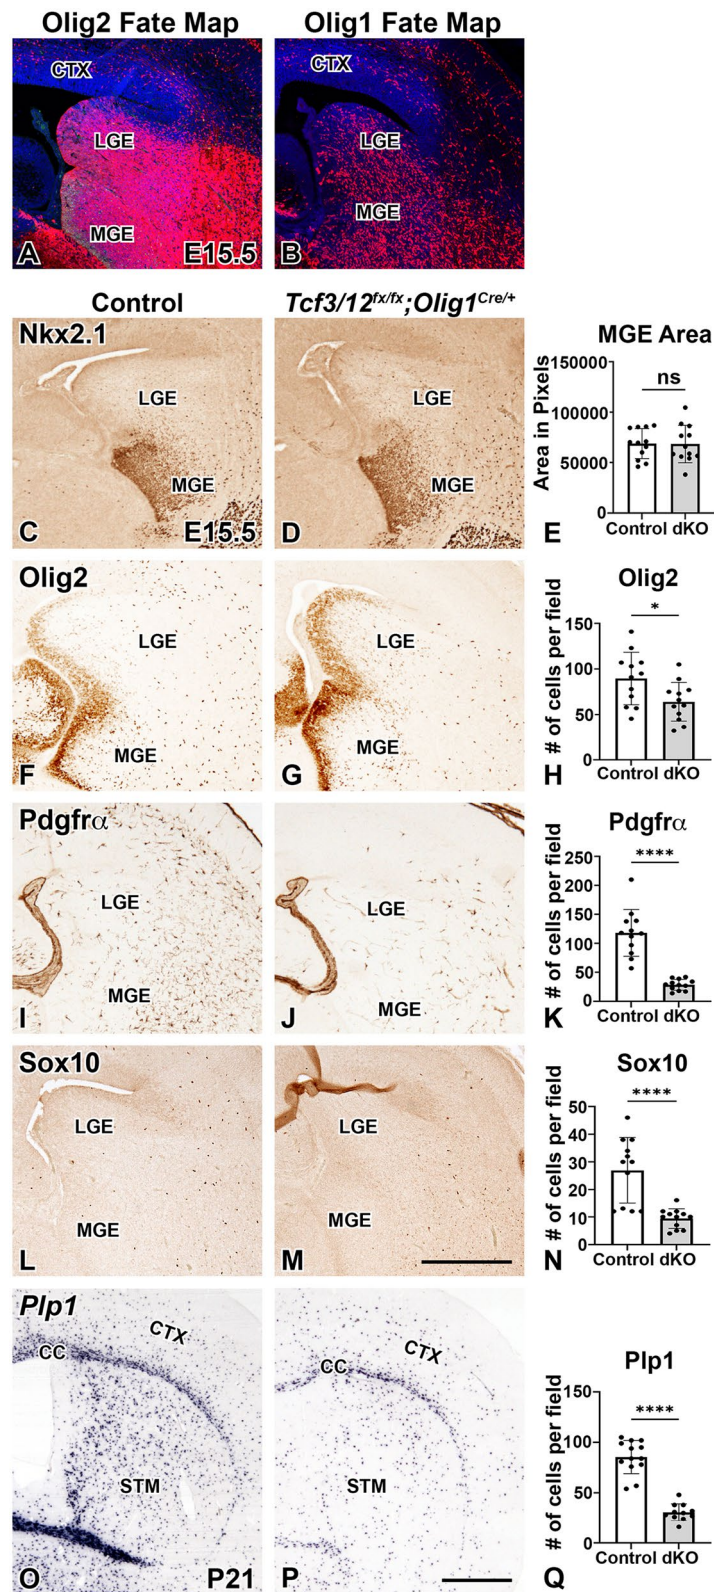 Olig2 Fate Map
Olig1 Fate Map
CTX
LGE
MGE
A
E15.5
CTX
LGE
MGE
B
Control
Tcf3/12fx/fx;Olig1Cre/+
Nkx2.1
LGE
MGE
C
E15.5
LGE
MGE
D
MGE Area
Area in Pixels
150000
100000
50000
0
ns
Control dKO
E
Olig2
LGE
MGE
F
LGE
MGE
G
Olig2
# of cells per field
150
100
50
0
*
Control dKO
H
Pdgfrα
LGE
MGE
I
LGE
MGE
J
Pdgfrα
# of cells per field
250
200
150
100
50
0
****
Control dKO
K
Sox10
LGE
MGE
L
LGE
MGE
M
Sox10
# of cells per field
50
40
30
20
10
0
****
Control dKO
N
Plp1
CTX
CC
STM
O
P21
CTX
CC
STM
P
Plp1
# of cells per field
150
100
50
0
****
Control dKO
Q